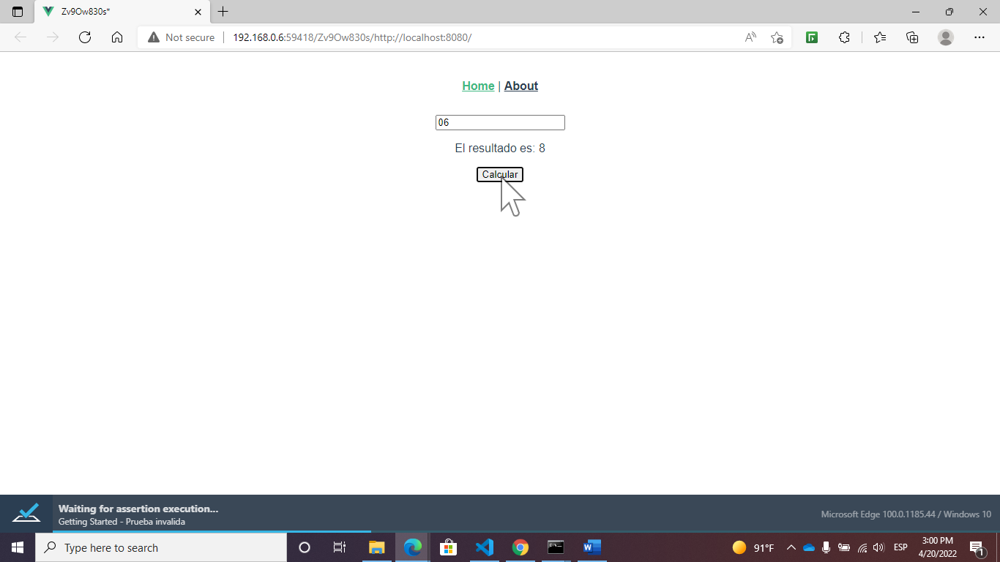 Zv9Ow830s*
Not secure
192.168.0.6:59418/Zv9Ow830s/http://localhost:8080/
Home | About
06
El resultado es: 8
Calcular
Waiting for assertion execution...
Getting Started - Prueba invalida
Microsoft Edge 100.0.1185.44 / Windows 10
Type here to search
91°F
ESP
3:00 PM
4/20/2022
1